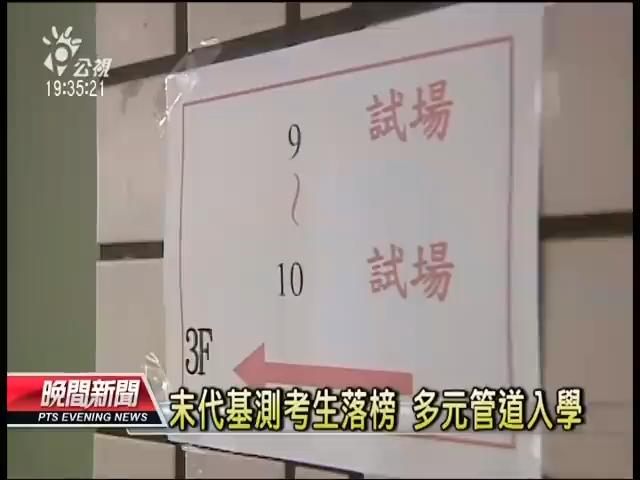 公視
19:35:21
9 試場
～
10 試場
3F
晚間新聞
PTS EVENING NEWS
末代基測考生落榜 多元管道入學